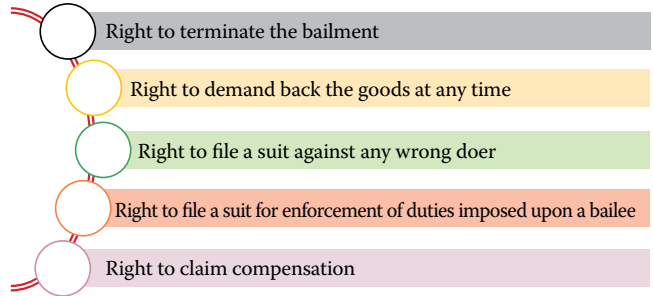 Right to terminate the bailment
Right to demand back the goods at any time
Right to file a suit against any wrong doer
Right to file a suit for enforcement of duties imposed upon a bailee
Right to claim compensation